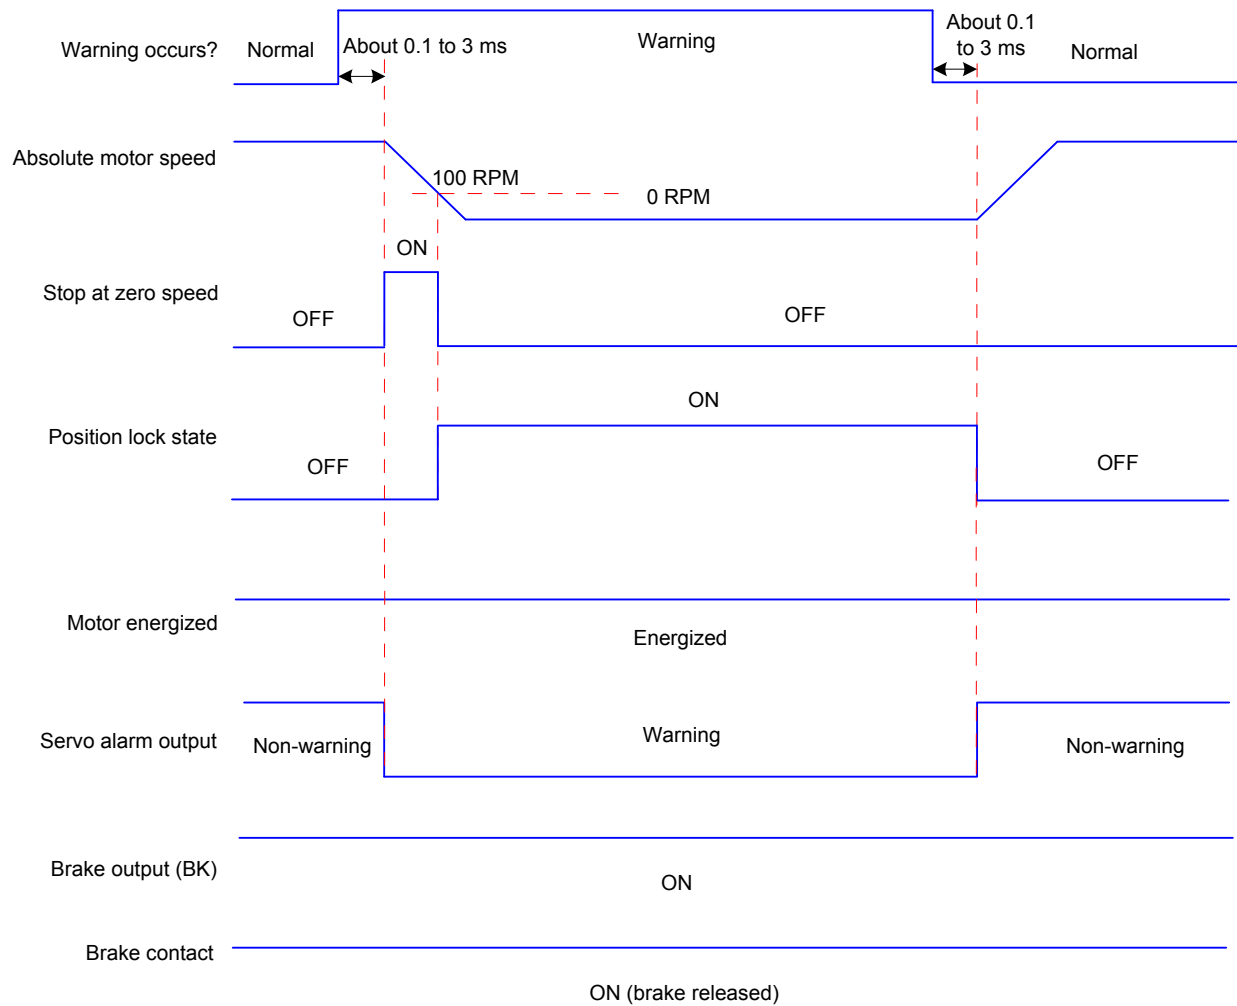 Warning occurs?
Normal
About 0.1 to 3 ms
Warning
About 0.1
to 3 ms
Normal
Absolute motor speed
100 RPM
0 RPM
Stop at zero speed
OFF
ON
OFF
Position lock state
OFF
ON
OFF
Motor energized
Energized
Servo alarm output
Non-warning
Warning
Non-warning
Brake output (BK)
ON
Brake contact
ON (brake released)